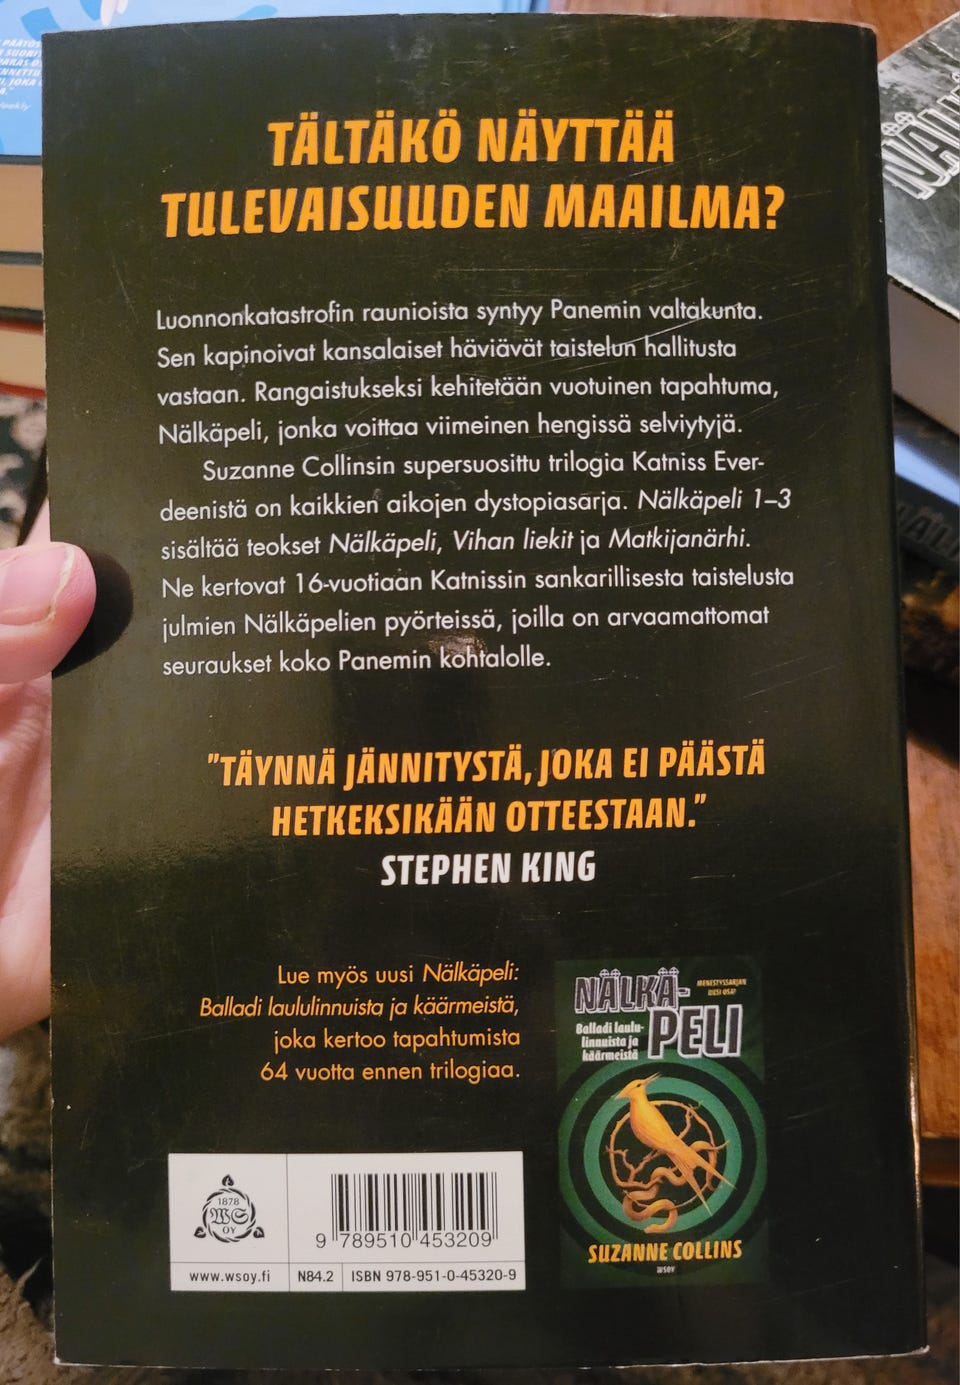 TÄLTÄKÖ NÄYTTÄÄ
TULEVAISUUDEN MAAILMA?
Luonnonkatastrofin raunioista syntyy Panemin valtakunta.
Sen kapinoivat kansalaiset häviävät taistelun hallitusta
vastaan. Rangaistukseksi kehitetään vuotuinen tapahtuma,
Nälkäpeli, jonka voittaa viimeinen hengissä selviytyjä.
Suzanne Collinsin supersuosittu trilogia Katniss Ever-
deenistä on kaikkien aikojen dystopiasarja. Nälkäpeli 1–3
sisältää teokset Nälkäpeli, Vihan liekit ja Matkijanärhi.
Ne kertovat 16-vuotiaan Katnissin sankarillisesta taistelusta
julmien Nälkäpelien pyörteissä, joilla on arvaamattomat
seuraukset koko Panemin kohtalolle.
"TÄYNNÄ JÄNNITYSTÄ, JOKA EI PÄÄSTÄ
HETKEKSIKÄÄN OTTEESTAAN."
STEPHEN KING
Lue myös uusi Nälkäpeli:
Balladi laululinnuista ja käärmeistä,
joka kertoo tapahtumista
64 vuotta ennen trilogiaa.
NÄLKÄ-
PELI
MENESTYSSARJAN
UUSI OSA!
Balladi laulu-
linnuista ja
käärmeistä
SUZANNE COLLINS
WSOY
1878
WS
OY
9 789510 453209
www.wsoy.fi
N84.2
ISBN 978-951-0-45320-9